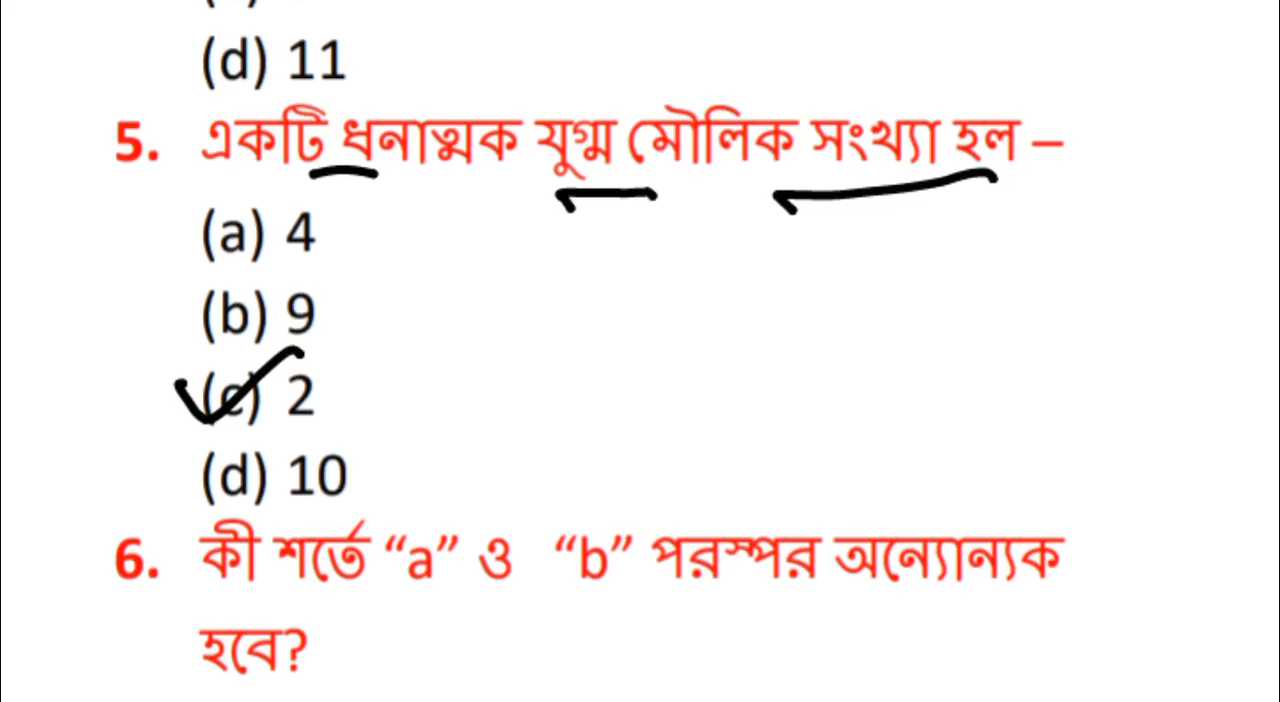 (d) 11
5. একটি ধনাত্মক যুগ্ম মৌলিক সংখ্যা হল –
(a) 4
(b) 9
(c) 2
(d) 10
6. কী শর্তে “a” ও “b” পরস্পর অন্যোন্যক
হবে?